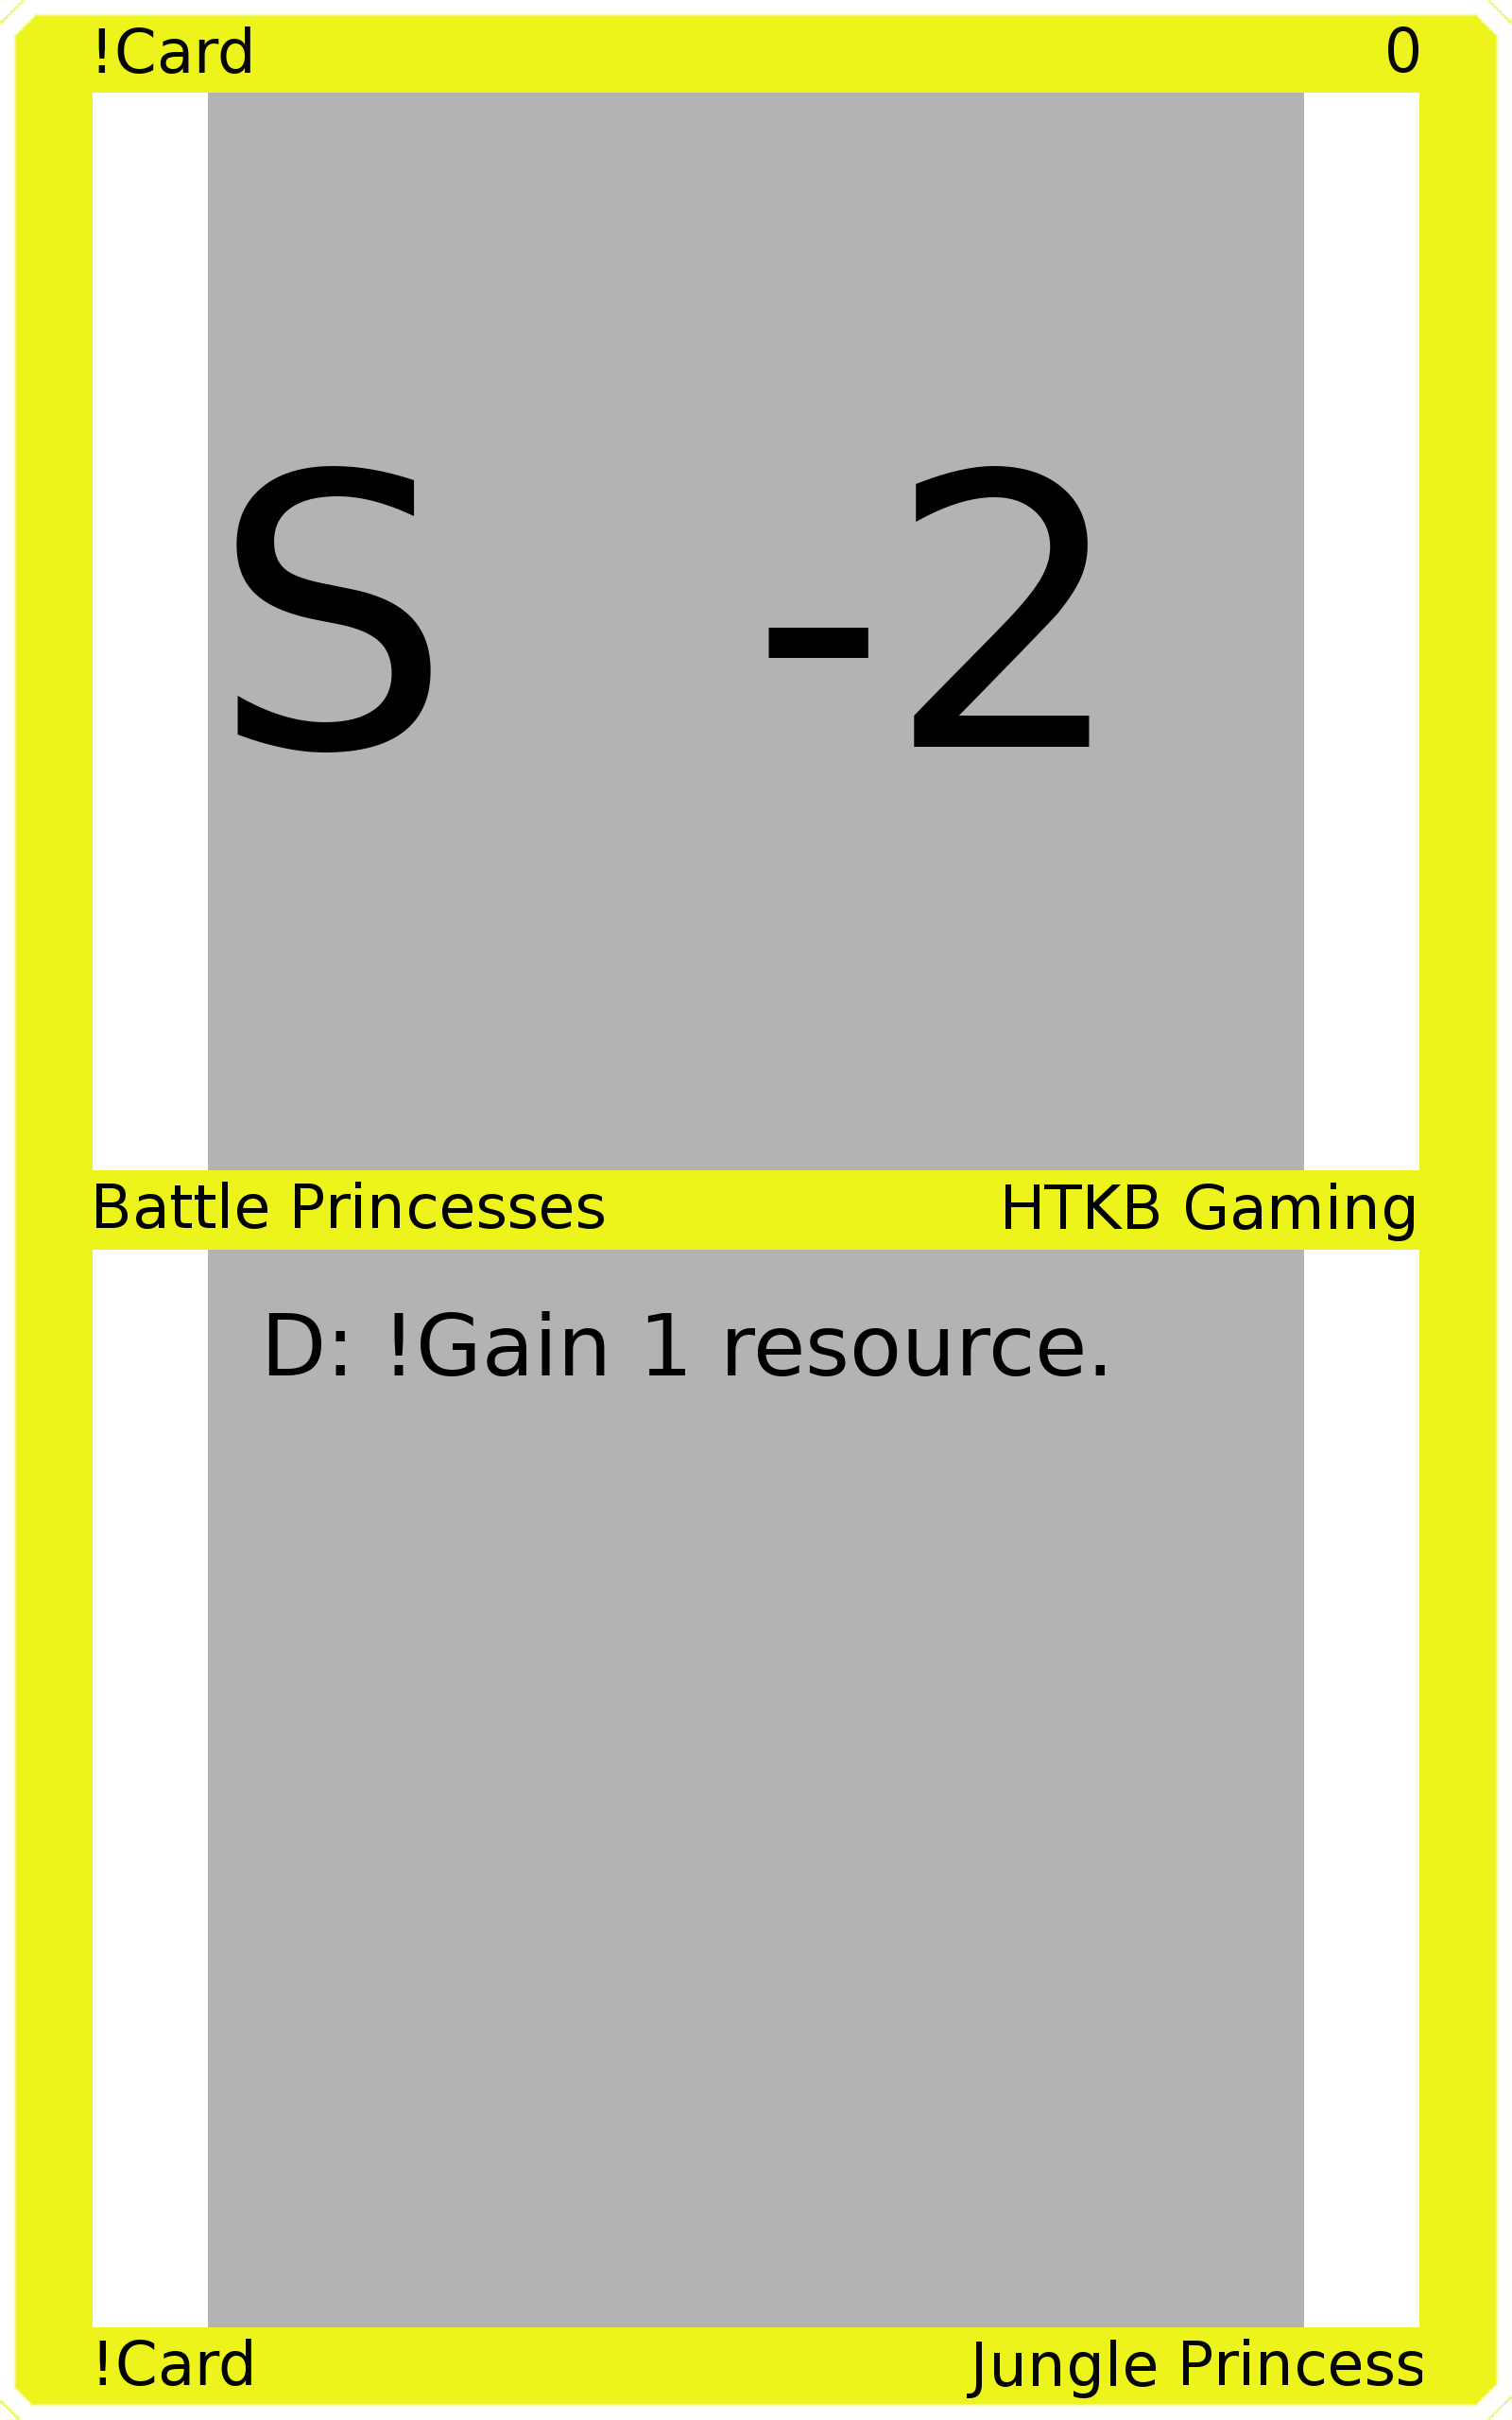 !Card 0
S -2
Battle Princesses HTKB Gaming
D: !Gain 1 resource.
!Card Jungle Princess